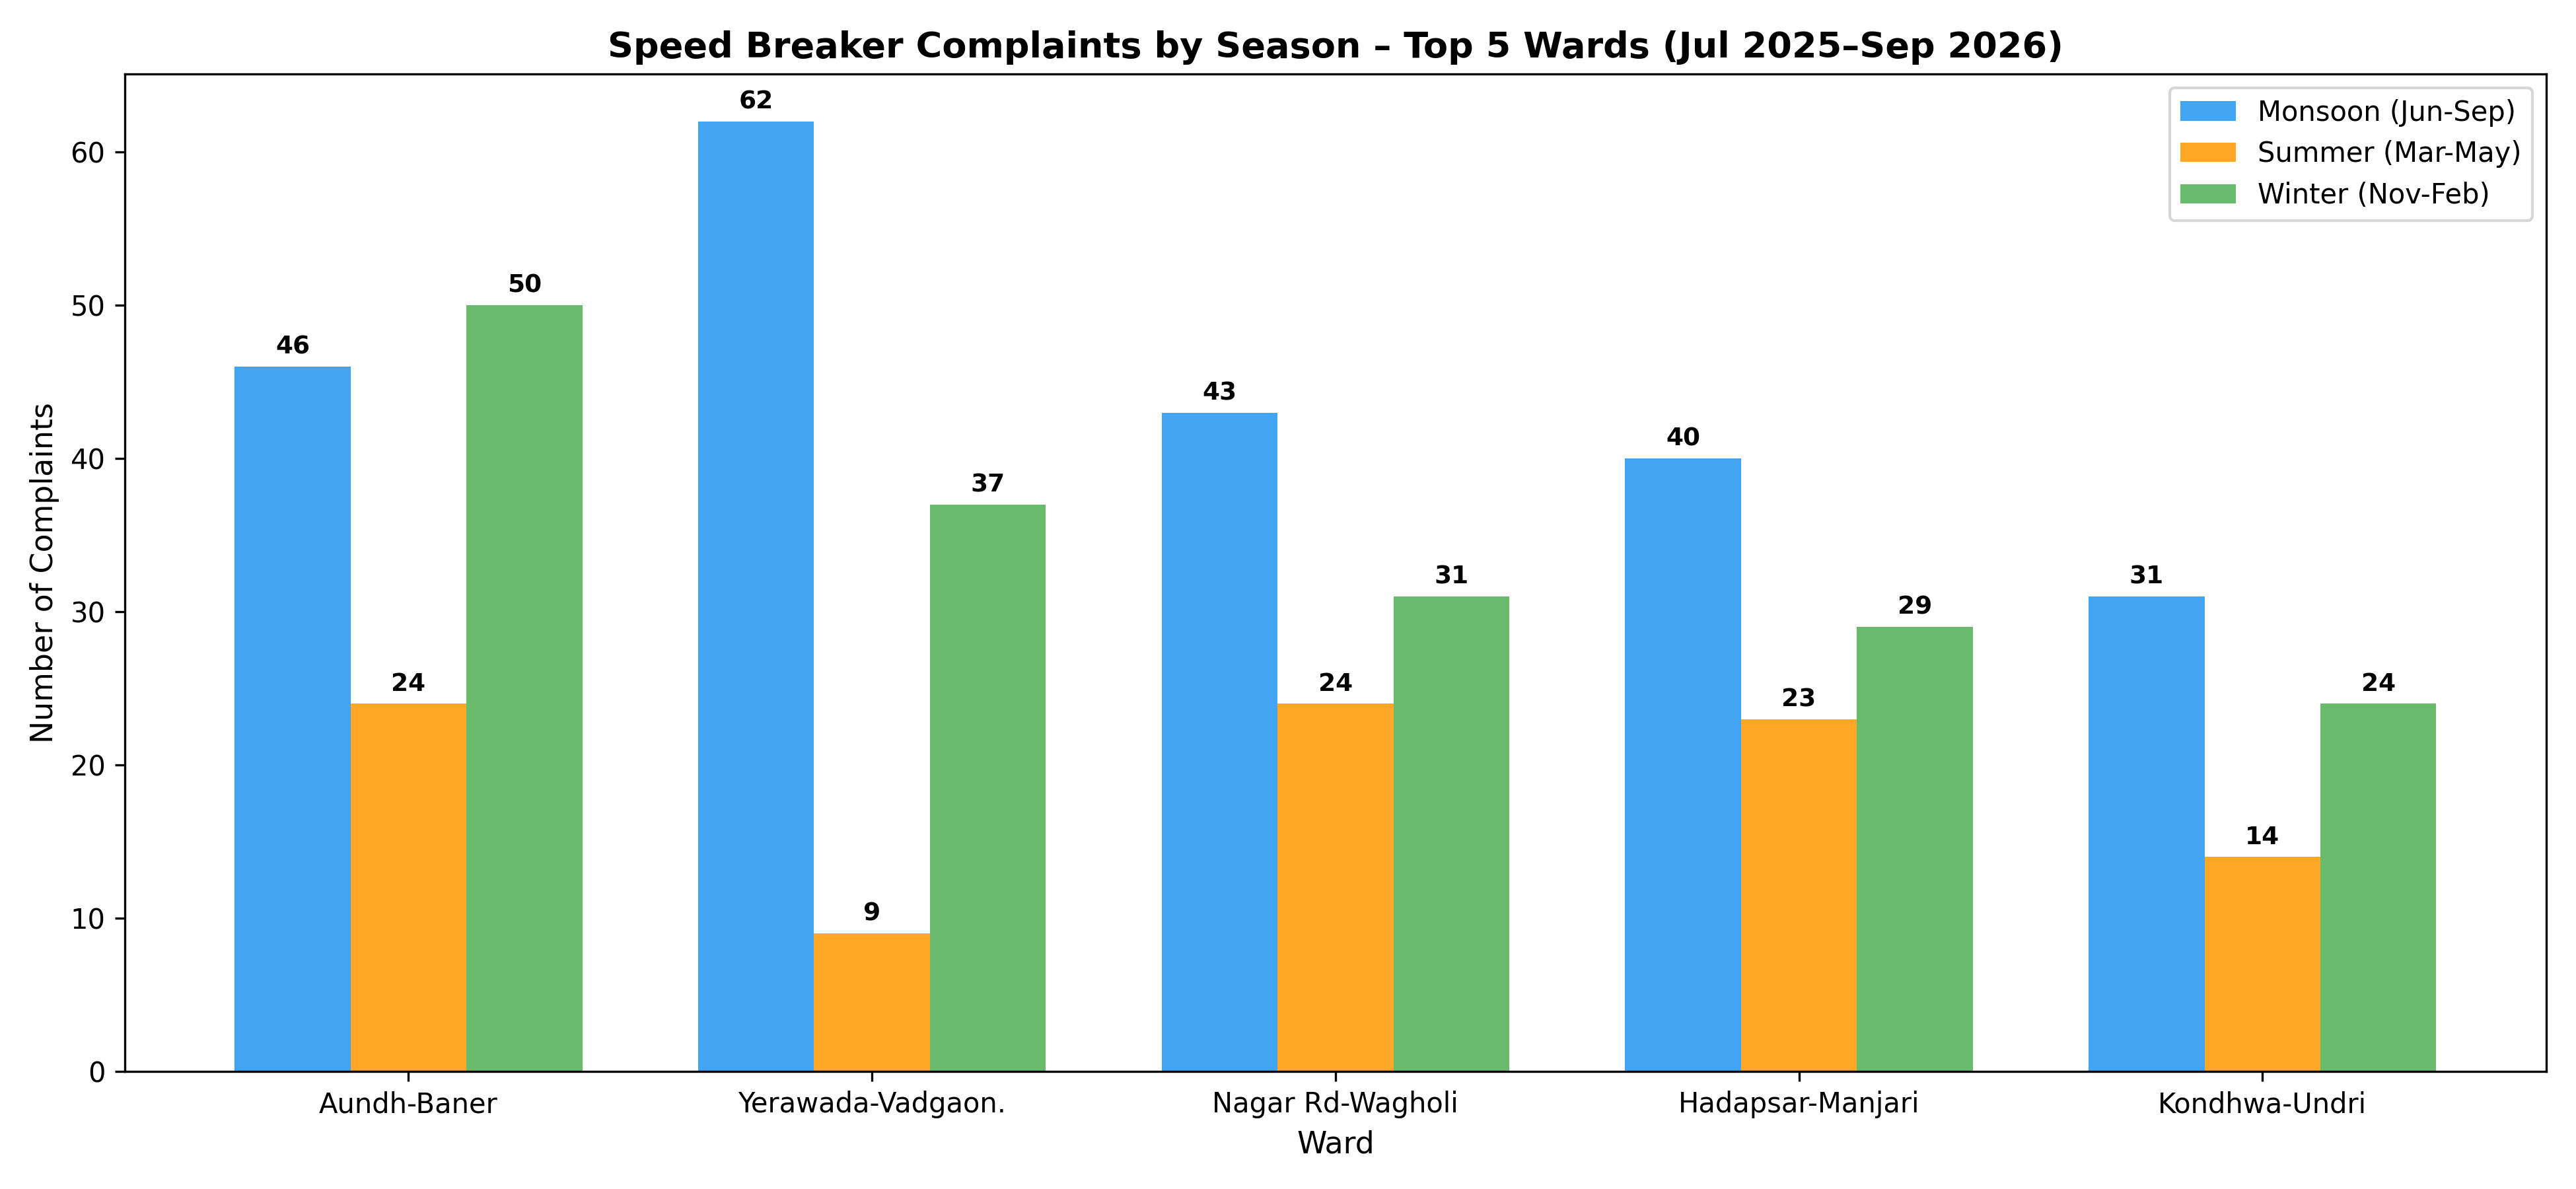 Speed Breaker Complaints by Season – Top 5 Wards (Jul 2025–Sep 2026)
Monsoon (Jun-Sep)
Summer (Mar-May)
Winter (Nov-Feb)
Number of Complaints
60
50
40
30
20
10
0
46
24
50
62
9
37
43
24
31
40
23
29
31
14
24
Aundh-Baner
Yerawada-Vadgaon.
Nagar Rd-Wagholi
Hadapsar-Manjari
Kondhwa-Undri
Ward